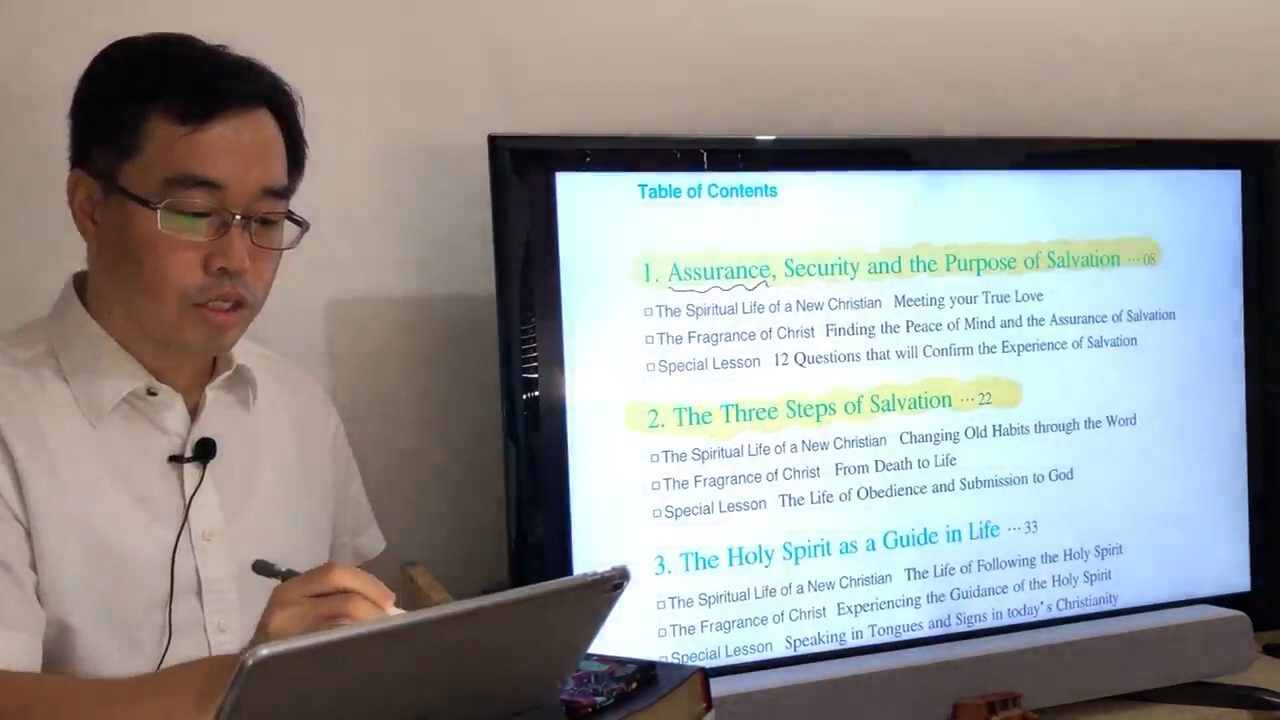 Table of Contents
1. Assurance, Security and the Purpose of Salvation ··· 08
□ The Spiritual Life of a New Christian Meeting your True Love
□ The Fragrance of Christ Finding the Peace of Mind and the Assurance of Salvation
□ Special Lesson 12 Questions that will Confirm the Experience of Salvation
2. The Three Steps of Salvation ··· 22
□ The Spiritual Life of a New Christian Changing Old Habits through the Word
□ The Fragrance of Christ From Death to Life
□ Special Lesson The Life of Obedience and Submission to God
3. The Holy Spirit as a Guide in Life ··· 33
□ The Spiritual Life of a New Christian The Life of Following the Holy Spirit
□ The Fragrance of Christ Experiencing the Guidance of the Holy Spirit
□ Special Lesson Speaking in Tongues and Signs in today's Christianity